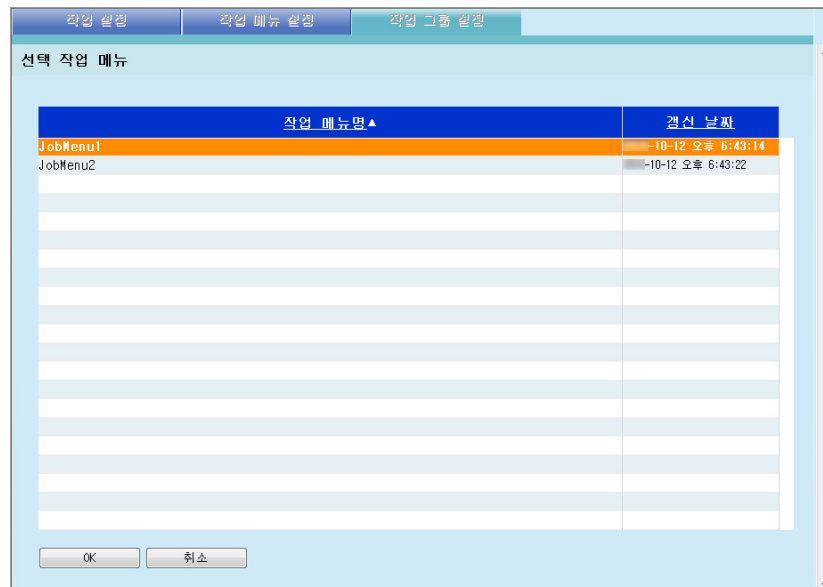 작업 설정 작업 메뉴 설정 작업 그룹 설정
선택 작업 메뉴
작업 메뉴명▲ 갱신 날짜
JobMenu1 -10-12 오후 6:43:14
JobMenu2 -10-12 오후 6:43:22
OK 취소